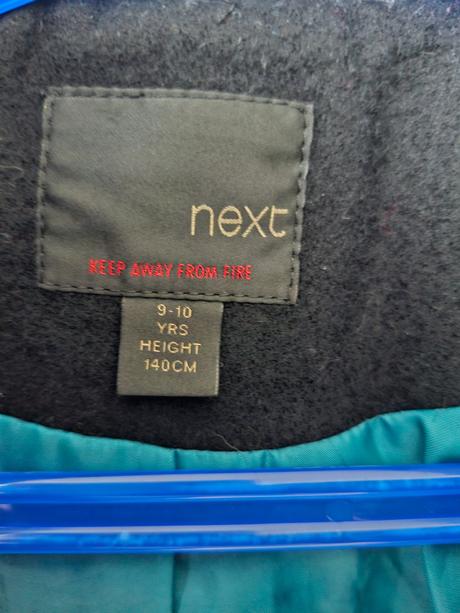 next
KEEP AWAY FROM FIRE
9-10
YRS
HEIGHT
140CM